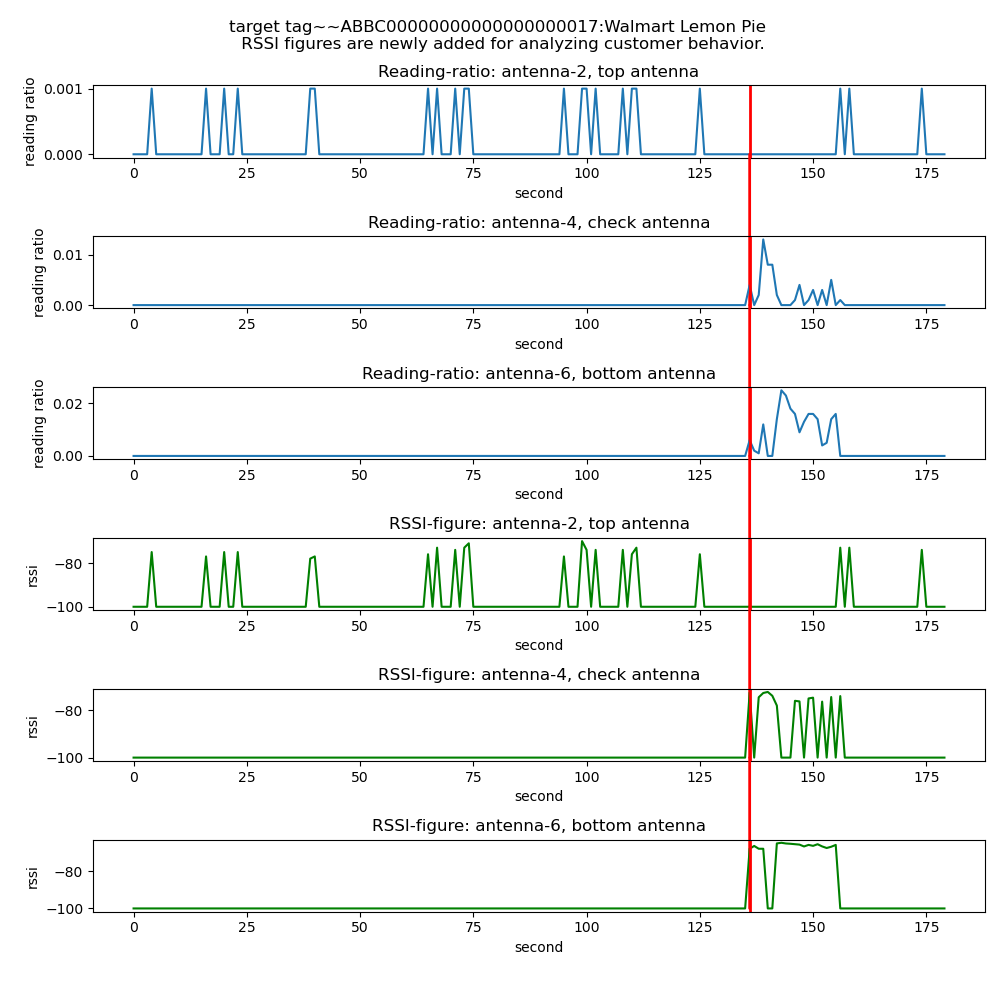 target tag~~ABBC00000000000000000017:Walmart Lemon Pie
RSSI figures are newly added for analyzing customer behavior.
Reading-ratio: antenna-2, top antenna
reading ratio
0.001
0.000
0 25 50 75 100 125 150 175
second
Reading-ratio: antenna-4, check antenna
reading ratio
0.01
0.00
0 25 50 75 100 125 150 175
second
Reading-ratio: antenna-6, bottom antenna
reading ratio
0.02
0.00
0 25 50 75 100 125 150 175
second
RSSI-figure: antenna-2, top antenna
rssi
−80
−100
0 25 50 75 100 125 150 175
second
RSSI-figure: antenna-4, check antenna
rssi
−80
−100
0 25 50 75 100 125 150 175
second
RSSI-figure: antenna-6, bottom antenna
rssi
−80
−100
0 25 50 75 100 125 150 175
second